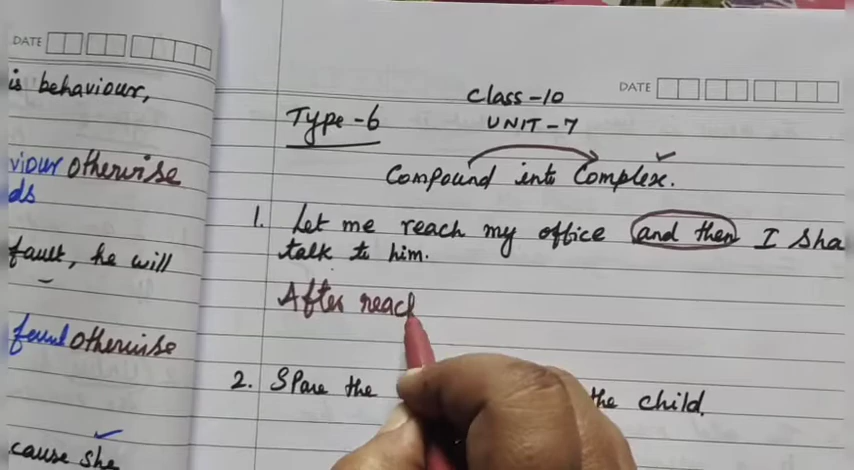 DATE
is behaviour,
viour otherwise
ds
fault, he will
found otherwise
cause she
Class-10
DATE
Type-6
UNIT-7
Compound into Complex.
1. Let me reach my office and then I sha
talk to him.
After reach
2. Spare the the child.